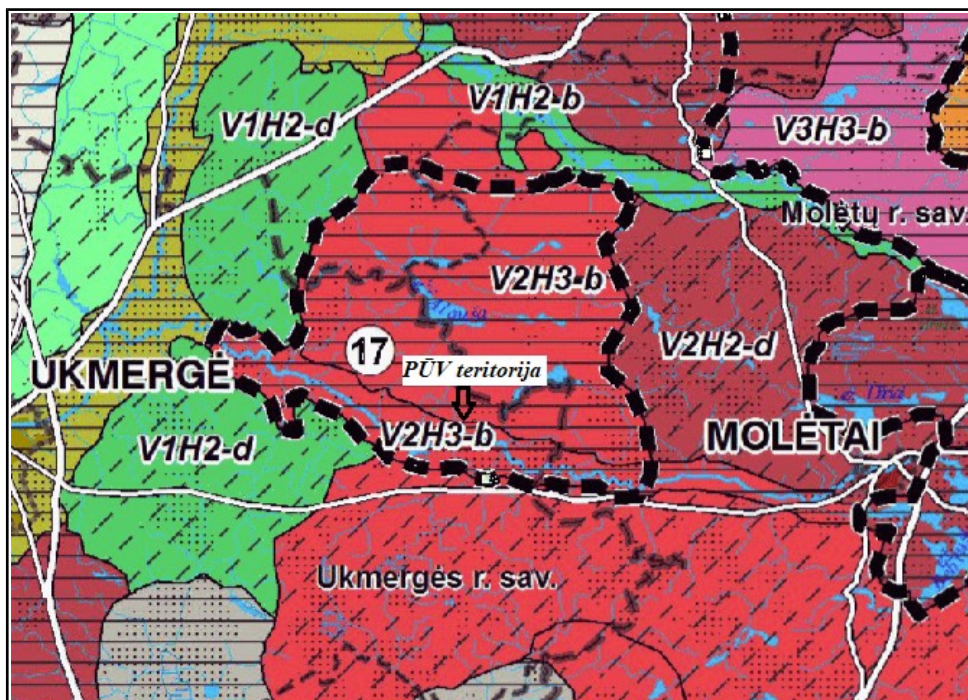 V1H2-b
V1H2-d
V3H3-b
Molėtų r. sav.
V2H3-b
17
V2H2-d
PŪV teritorija
UKMERGĖ
V2H3-b
MOLĖTAI
V1H2-d
Ukmergės r. sav.